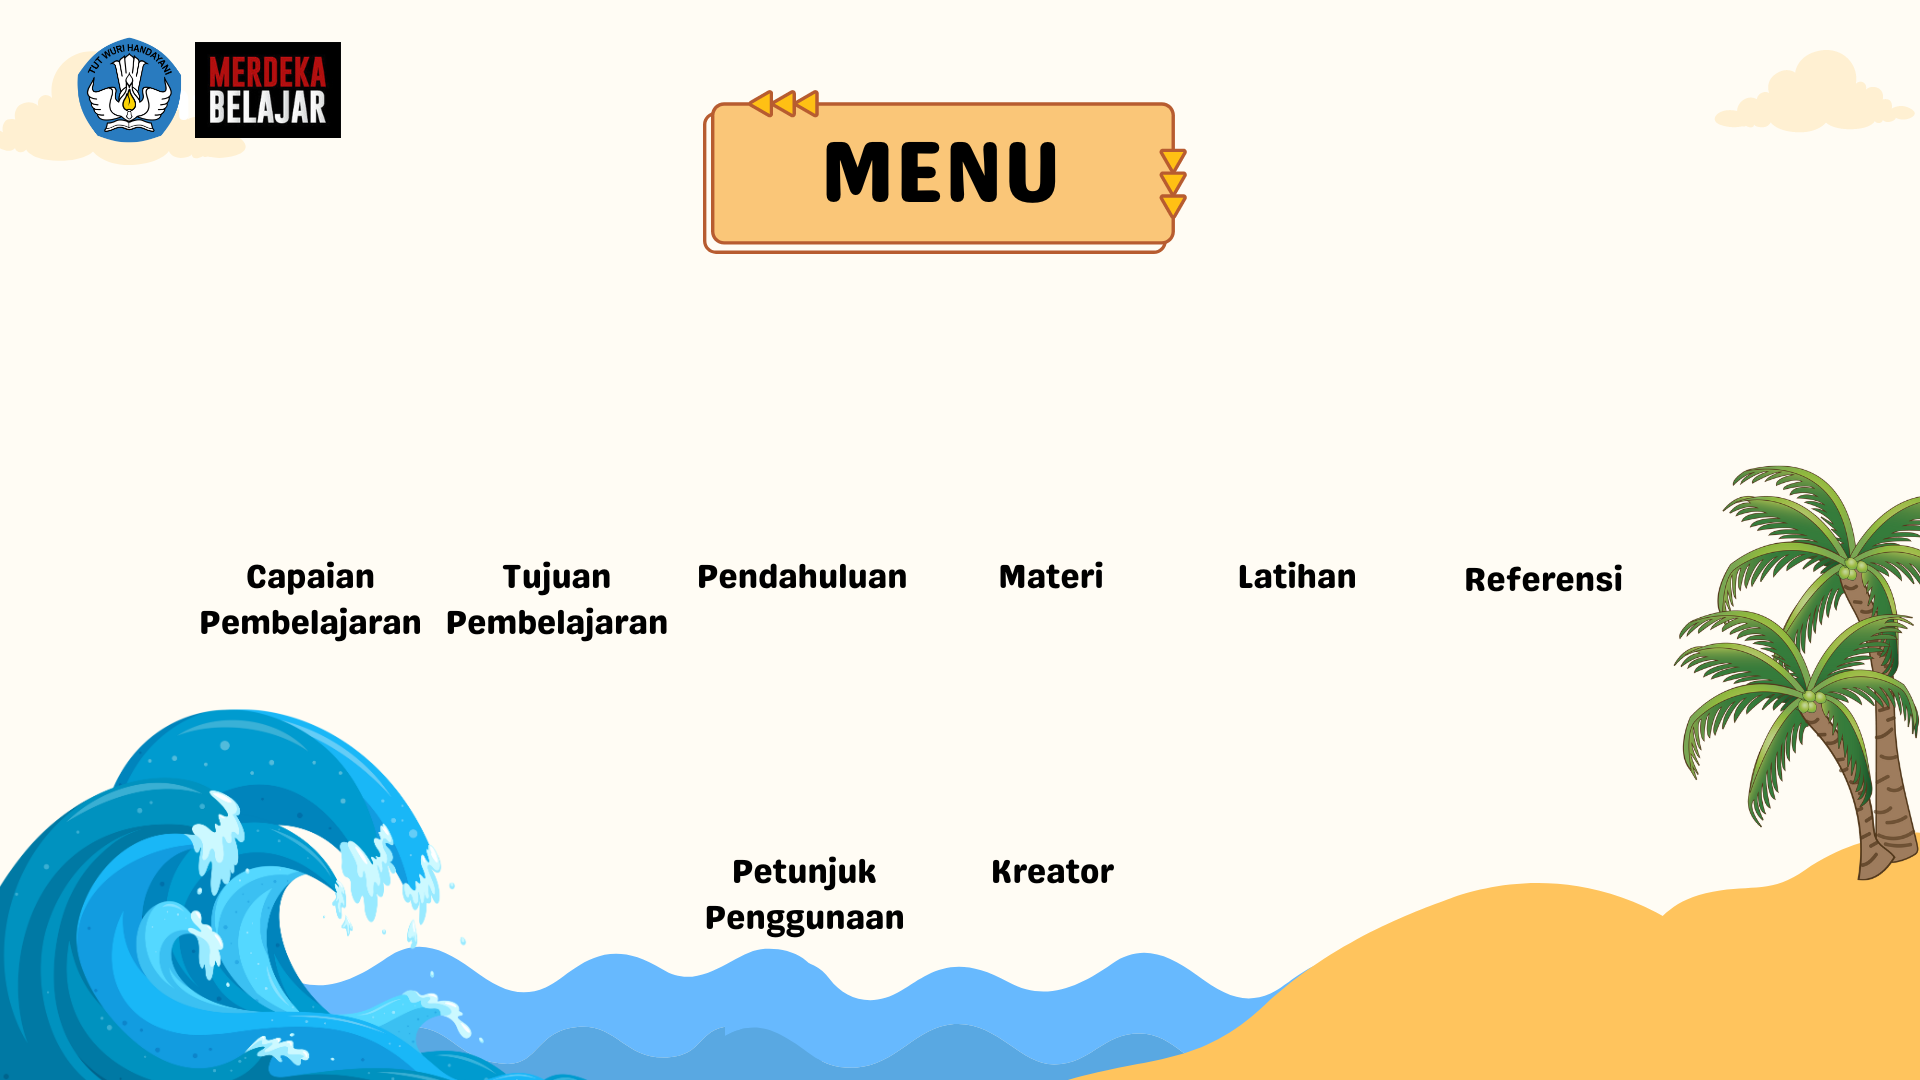 TUT WURI HANDAYANI
MERDEKA
BELAJAR
MENU
Capaian
Pembelajaran
Tujuan
Pembelajaran
Pendahuluan
Materi
Latihan
Referensi
Petunjuk
Penggunaan
Kreator